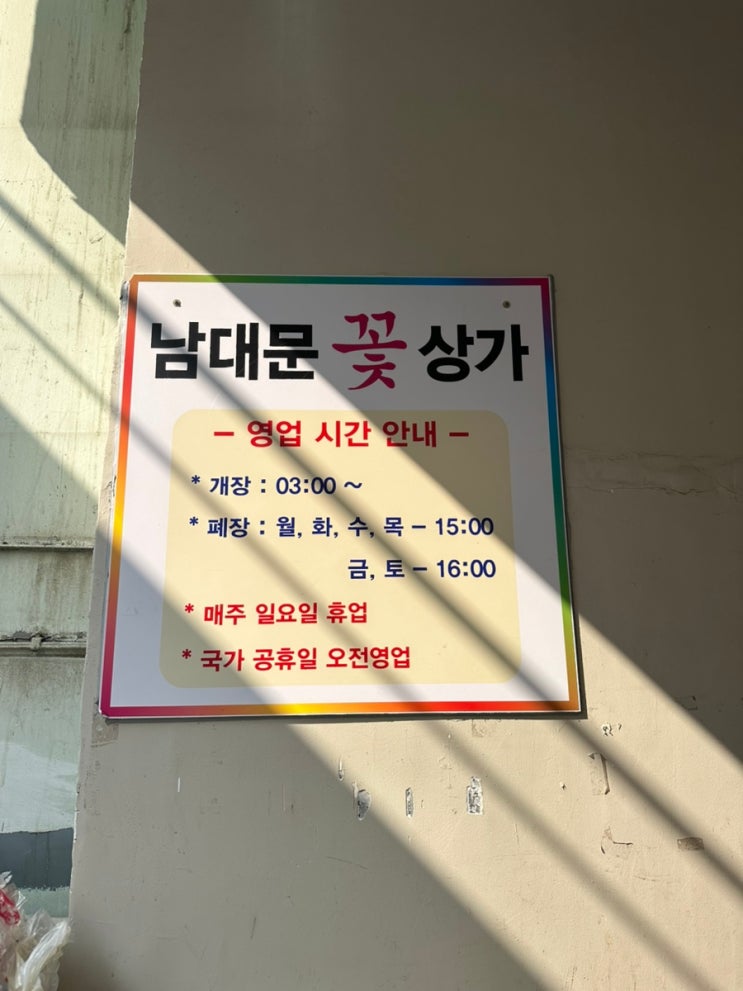 남대문 꽃 상가
– 영업 시간 안내 –
* 개장 : 03:00 ~
* 폐장 : 월, 화, 수, 목 – 15:00
금, 토 – 16:00
* 매주 일요일 휴업
* 국가 공휴일 오전영업